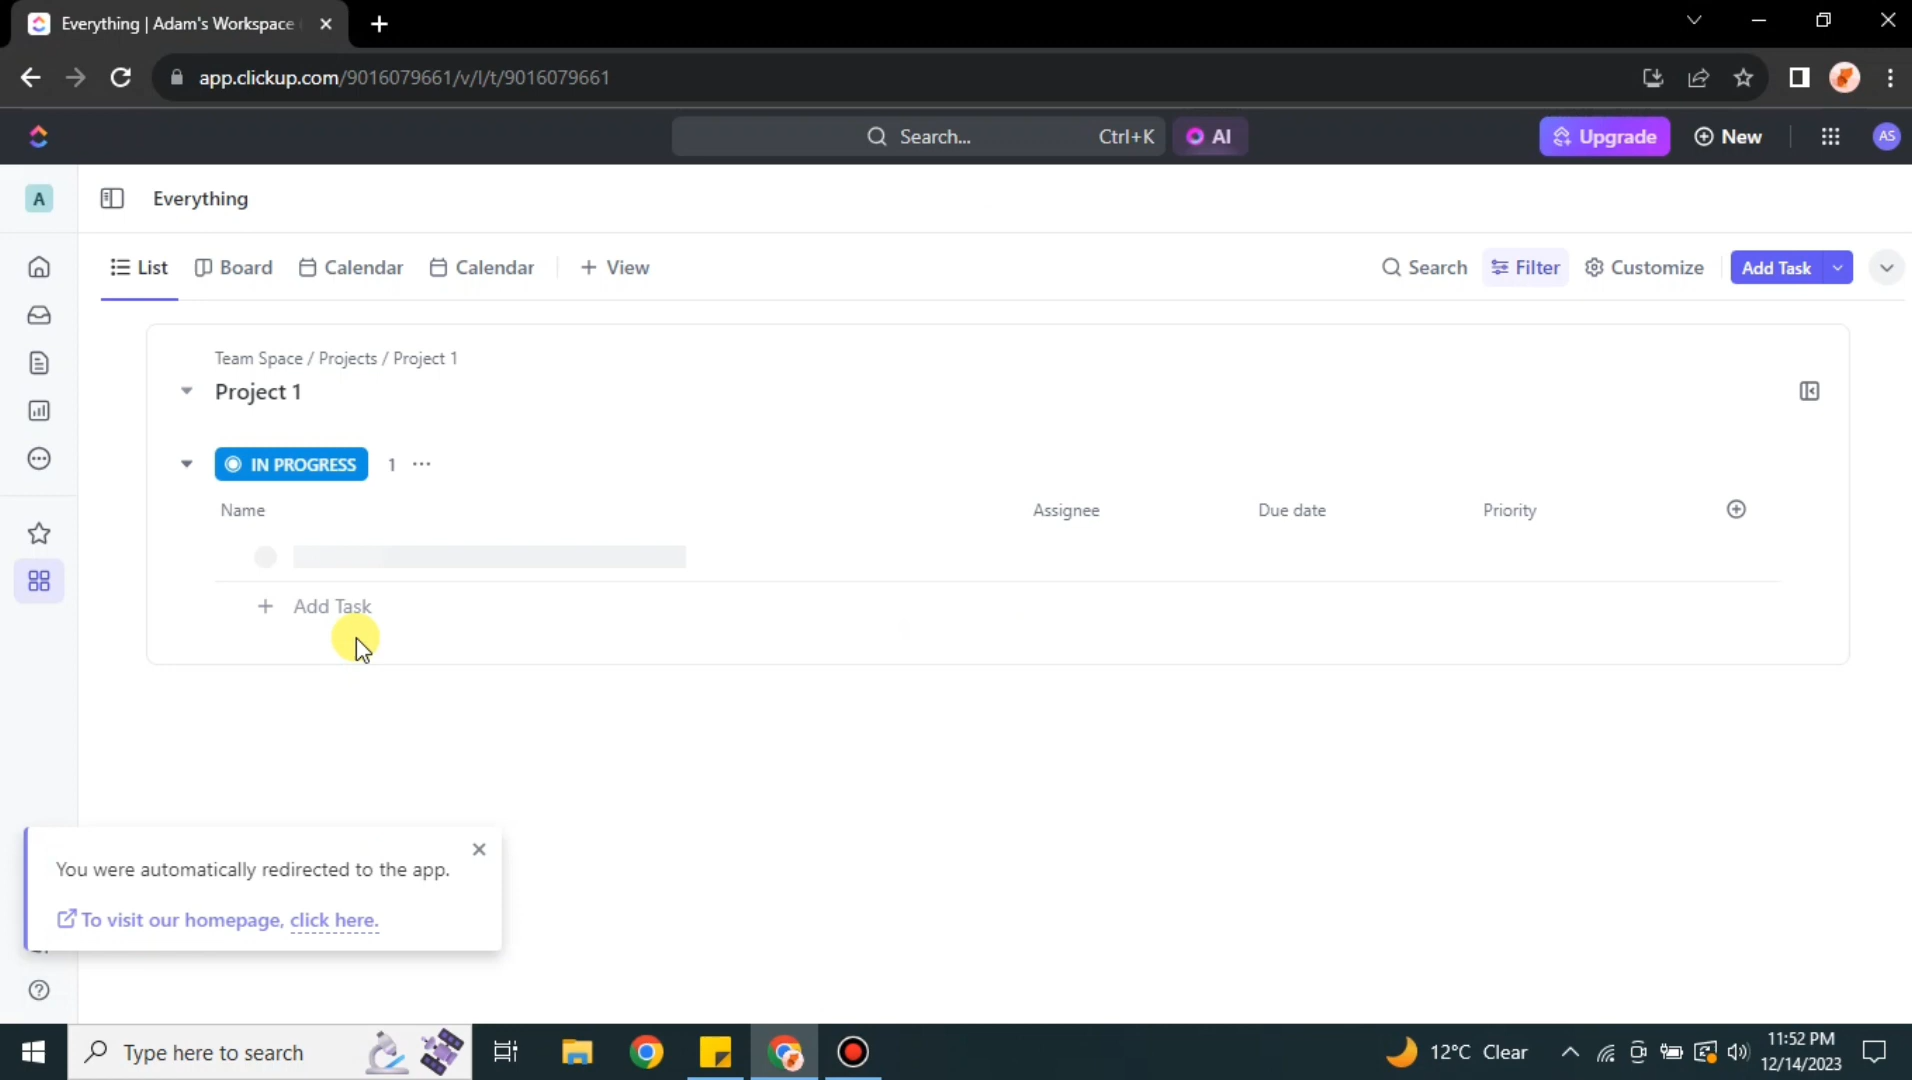 Everything | Adam's Workspace
app.clickup.com/9016079661/v/l/t/9016079661
Search... Ctrl+K AI Upgrade New AS
A Everything
List Board Calendar Calendar + View Search Filter Customize Add Task
Team Space / Projects / Project 1
Project 1
IN PROGRESS 1 ...
Name Assignee Due date Priority
+ Add Task
You were automatically redirected to the app.
To visit our homepage, click here.
Type here to search 12°C Clear 11:52 PM
12/14/2023